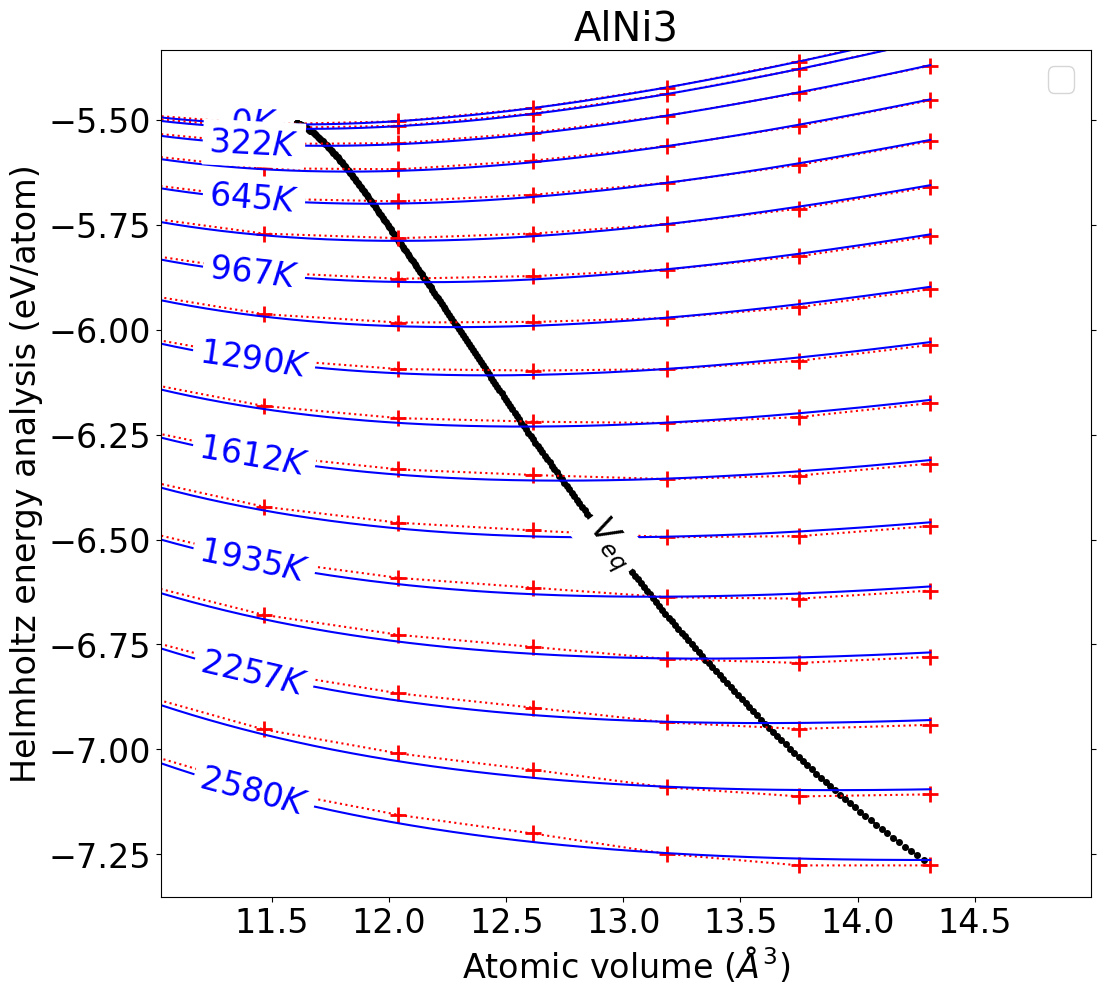 AlNi3
Helmholtz energy analysis (eV/atom)
−5.50
−5.75
−6.00
−6.25
−6.50
−6.75
−7.00
−7.25
0K
322K
645K
967K
1290K
1612K
1935K
2257K
2580K
V_eq
11.5 12.0 12.5 13.0 13.5 14.0 14.5
Atomic volume (Å³)